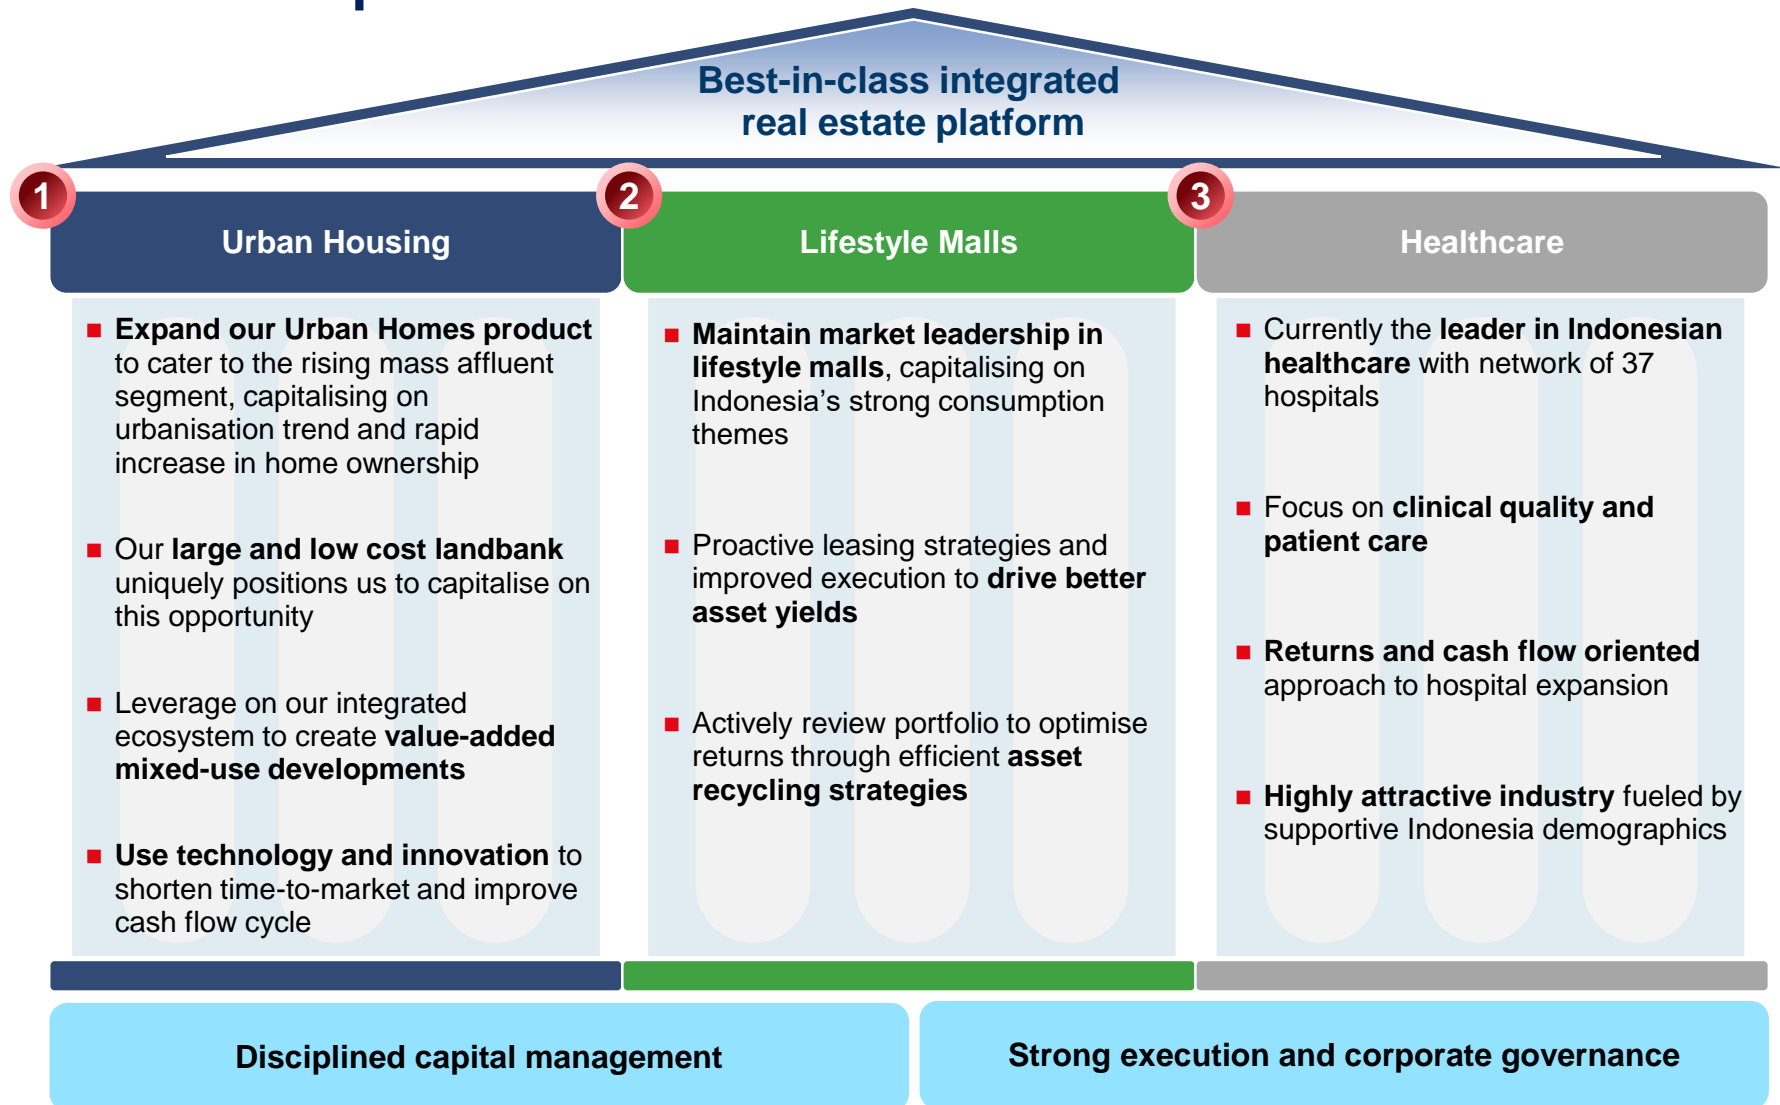 Best-in-class integrated
real estate platform
1
Urban Housing
2
Lifestyle Malls
3
Healthcare
Expand our Urban Homes product
to cater to the rising mass affluent
segment, capitalising on
urbanisation trend and rapid
increase in home ownership
Our large and low cost landbank
uniquely positions us to capitalise on
this opportunity
Leverage on our integrated
ecosystem to create value-added
mixed-use developments
Use technology and innovation to
shorten time-to-market and improve
cash flow cycle
Maintain market leadership in
lifestyle malls, capitalising on
Indonesia’s strong consumption
themes
Proactive leasing strategies and
improved execution to drive better
asset yields
Actively review portfolio to optimise
returns through efficient asset
recycling strategies
Currently the leader in Indonesian
healthcare with network of 37
hospitals
Focus on clinical quality and
patient care
Returns and cash flow oriented
approach to hospital expansion
Highly attractive industry fueled by
supportive Indonesia demographics
Disciplined capital management
Strong execution and corporate governance